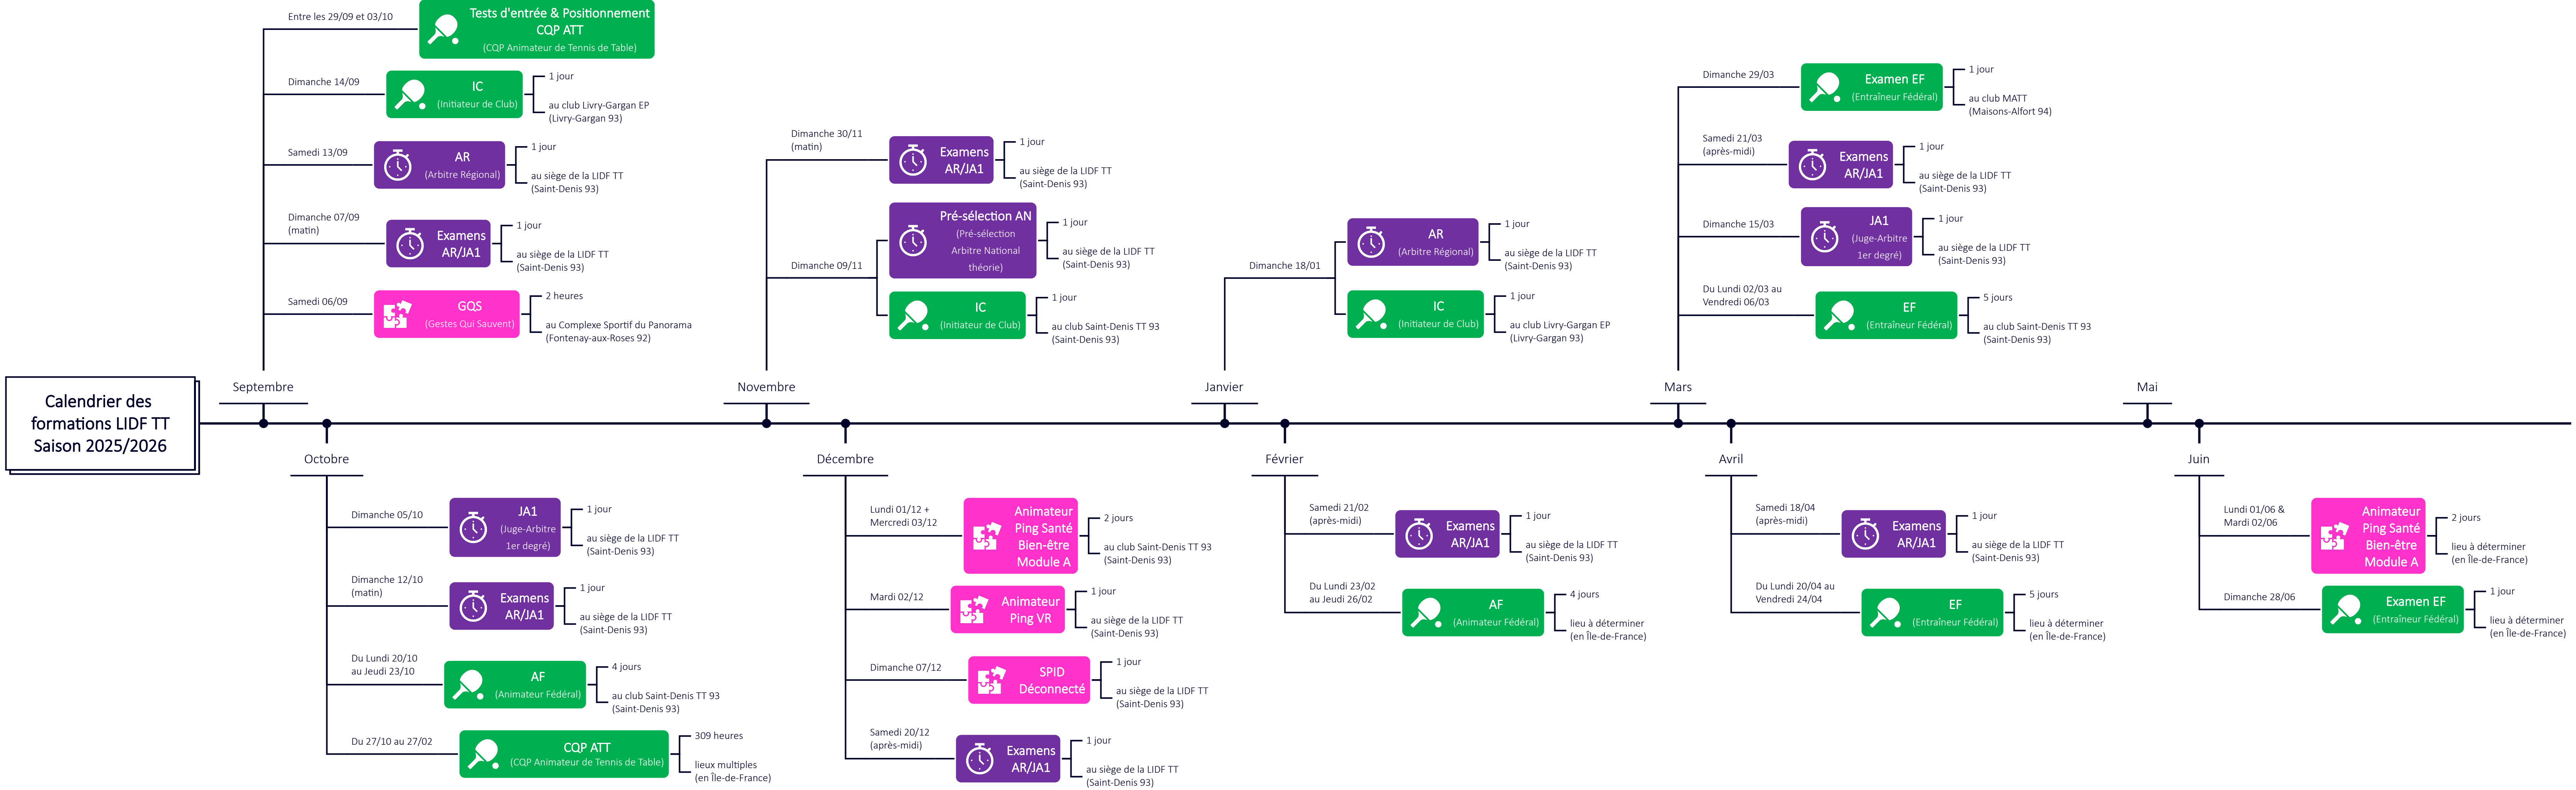 Calendrier des
formations LIDF TT
Saison 2025/2026
Septembre
Entre les 29/09 et 03/10
Tests d'entrée & Positionnement
CQP ATT
(CQP Animateur de Tennis de Table)
Dimanche 14/09
IC
(Initiateur de Club)
1 jour
au club Livry-Gargan EP
(Livry-Gargan 93)
Samedi 13/09
AR
(Arbitre Régional)
1 jour
au siège de la LIDF TT
(Saint-Denis 93)
Dimanche 07/09
(matin)
Examens
AR/JA1
1 jour
au siège de la LIDF TT
(Saint-Denis 93)
Samedi 06/09
GQS
(Gestes Qui Sauvent)
2 heures
au Complexe Sportif du Panorama
(Fontenay-aux-Roses 92)
Octobre
Dimanche 05/10
JA1
(Juge-Arbitre
1er degré)
1 jour
au siège de la LIDF TT
(Saint-Denis 93)
Dimanche 12/10
(matin)
Examens
AR/JA1
1 jour
au siège de la LIDF TT
(Saint-Denis 93)
Du Lundi 20/10
au Jeudi 23/10
AF
(Animateur Fédéral)
4 jours
au club Saint-Denis TT 93
(Saint-Denis 93)
Du 27/10 au 27/02
CQP ATT
(CQP Animateur de Tennis de Table)
309 heures
lieux multiples
(en Île-de-France)
Novembre
Dimanche 30/11
(matin)
Examens
AR/JA1
1 jour
au siège de la LIDF TT
(Saint-Denis 93)
Dimanche 09/11
Pré-sélection AN
(Pré-sélection
Arbitre National
théorie)
1 jour
au siège de la LIDF TT
(Saint-Denis 93)
IC
(Initiateur de Club)
1 jour
au club Saint-Denis TT 93
(Saint-Denis 93)
Décembre
Lundi 01/12 +
Mercredi 03/12
Animateur
Ping Santé
Bien-être
Module A
2 jours
au club Saint-Denis TT 93
(Saint-Denis 93)
Mardi 02/12
Animateur
Ping VR
1 jour
au siège de la LIDF TT
(Saint-Denis 93)
Dimanche 07/12
SPID
Déconnecté
1 jour
au siège de la LIDF TT
(Saint-Denis 93)
Samedi 20/12
(après-midi)
Examens
AR/JA1
1 jour
au siège de la LIDF TT
(Saint-Denis 93)
Janvier
Dimanche 18/01
AR
(Arbitre Régional)
1 jour
au siège de la LIDF TT
(Saint-Denis 93)
IC
(Initiateur de Club)
1 jour
au club Livry-Gargan EP
(Livry-Gargan 93)
Février
Samedi 21/02
(après-midi)
Examens
AR/JA1
1 jour
au siège de la LIDF TT
(Saint-Denis 93)
Du Lundi 23/02
au Jeudi 26/02
AF
(Animateur Fédéral)
4 jours
lieu à déterminer
(en Île-de-France)
Mars
Dimanche 29/03
Examen EF
(Entraîneur Fédéral)
1 jour
au club MATT
(Maisons-Alfort 94)
Samedi 21/03
(après-midi)
Examens
AR/JA1
1 jour
au siège de la LIDF TT
(Saint-Denis 93)
Dimanche 15/03
JA1
(Juge-Arbitre
1er degré)
1 jour
au siège de la LIDF TT
(Saint-Denis 93)
Du Lundi 02/03 au
Vendredi 06/03
EF
(Entraîneur Fédéral)
5 jours
au club Saint-Denis TT 93
(Saint-Denis 93)
Avril
Samedi 18/04
(après-midi)
Examens
AR/JA1
1 jour
au siège de la LIDF TT
(Saint-Denis 93)
Du Lundi 20/04 au
Vendredi 24/04
EF
(Entraîneur Fédéral)
5 jours
lieu à déterminer
(en Île-de-France)
Mai
Juin
Lundi 01/06 &
Mardi 02/06
Animateur
Ping Santé
Bien-être
Module A
2 jours
lieu à déterminer
(en Île-de-France)
Dimanche 28/06
Examen EF
(Entraîneur Fédéral)
1 jour
lieu à déterminer
(en Île-de-France)